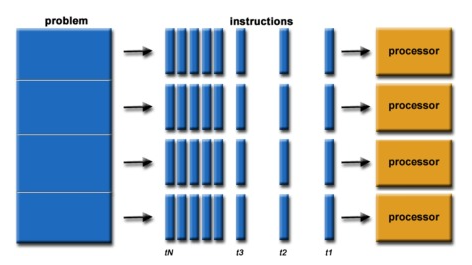 problem
instructions
processor
processor
processor
processor
tN t3 t2 t1